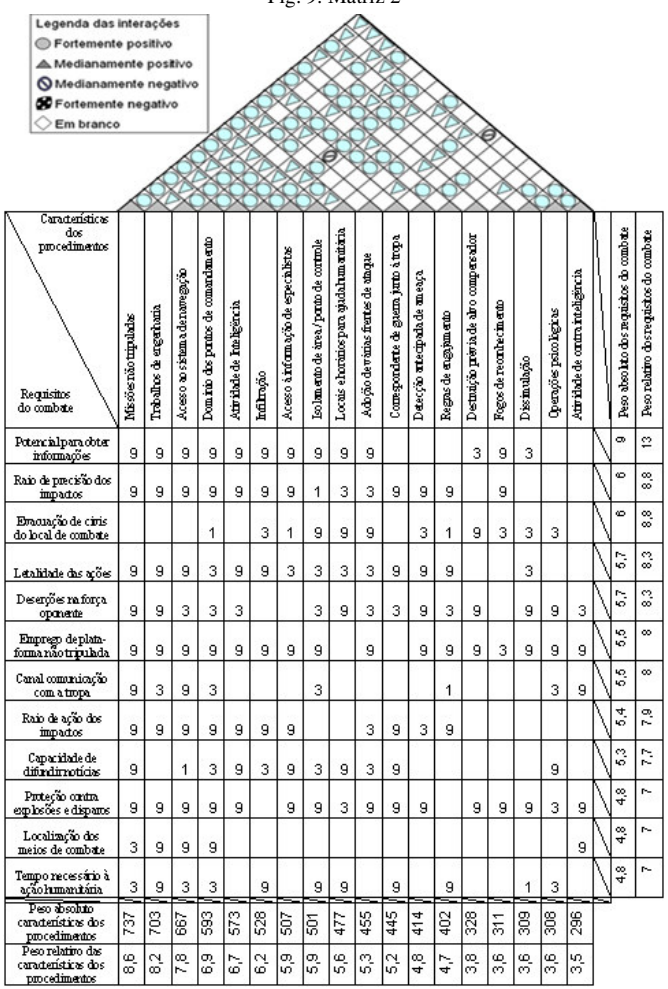 Fig. 9. Matriz 2
Legenda das interações
Fortemente positivo
Medianamente positivo
Medianamente negativo
Fortemente negativo
Em branco
Características
dos
procedimentos
Requisitos
do combate
Missões não tripuladas
Trabalhos de engenharia
Acesso ao sistema de navegação
Domínio dos pontos de comandamento
Atividade de Inteligência
Infiltração
Acesso à informação de especialistas
Isolamento de área / ponto de controle
Locais e horários para ajuda humanitária
Adoção de várias frentes de ataque
Correspondente de guerra junto à tropa
Detecção antecipada de ameaça
Regras de engajamento
Destruição prévia de alvo compensador
Fogos de reconhecimento
Dissimulação
Operações psicológicas
Atividade de contra inteligência
Peso absoluto dos requisitos do combate
Peso relativo dos requisitos do combate
Potencial para obter
informações
9 9 9 9 9 9 9 9 9 9 3 9 3 9 13
Raio de precisão dos
impactos
9 9 9 9 9 9 9 1 3 3 9 9 9 9 6 8,8
Evacuação de civis
do local de combate
1 3 1 9 9 9 3 1 9 3 3 3 6 8,8
Letalidade das ações
9 9 9 3 9 9 3 3 3 3 9 9 9 3 5,7 8,3
Deserções na força
oponente
9 9 3 3 3 3 9 3 3 9 3 9 9 9 3 5,7 8,3
Emprego de plata-
forma não tripulada
9 9 9 9 9 9 9 9 9 9 9 9 9 3 9 9 9 5,5 8
Canal comunicação
com a tropa
9 3 9 3 3 1 3 9 5,5 8
Raio de ação dos
impactos
9 9 9 9 9 9 9 3 9 3 9 5,4 7,9
Capacidade de
difundir notícias
9 1 3 9 3 9 3 9 3 9 9 5,3 7,7
Proteção contra
explosões e disparos
9 9 9 9 9 9 9 3 9 9 9 9 9 9 3 9 4,8 7
Localização dos
meios de combate
3 9 9 9 9 4,8 7
Tempo necessário à
ação humanitária
3 9 3 3 9 9 9 9 9 1 3 4,8 7
Peso absoluto
características dos
procedimentos
737 703 667 593 573 528 507 501 477 455 445 414 402 328 311 309 308 296
Peso relativo das
características dos
procedimentos
8,6 8,2 7,8 6,9 6,7 6,2 5,9 5,9 5,6 5,3 5,2 4,8 4,7 3,8 3,6 3,6 3,6 3,5